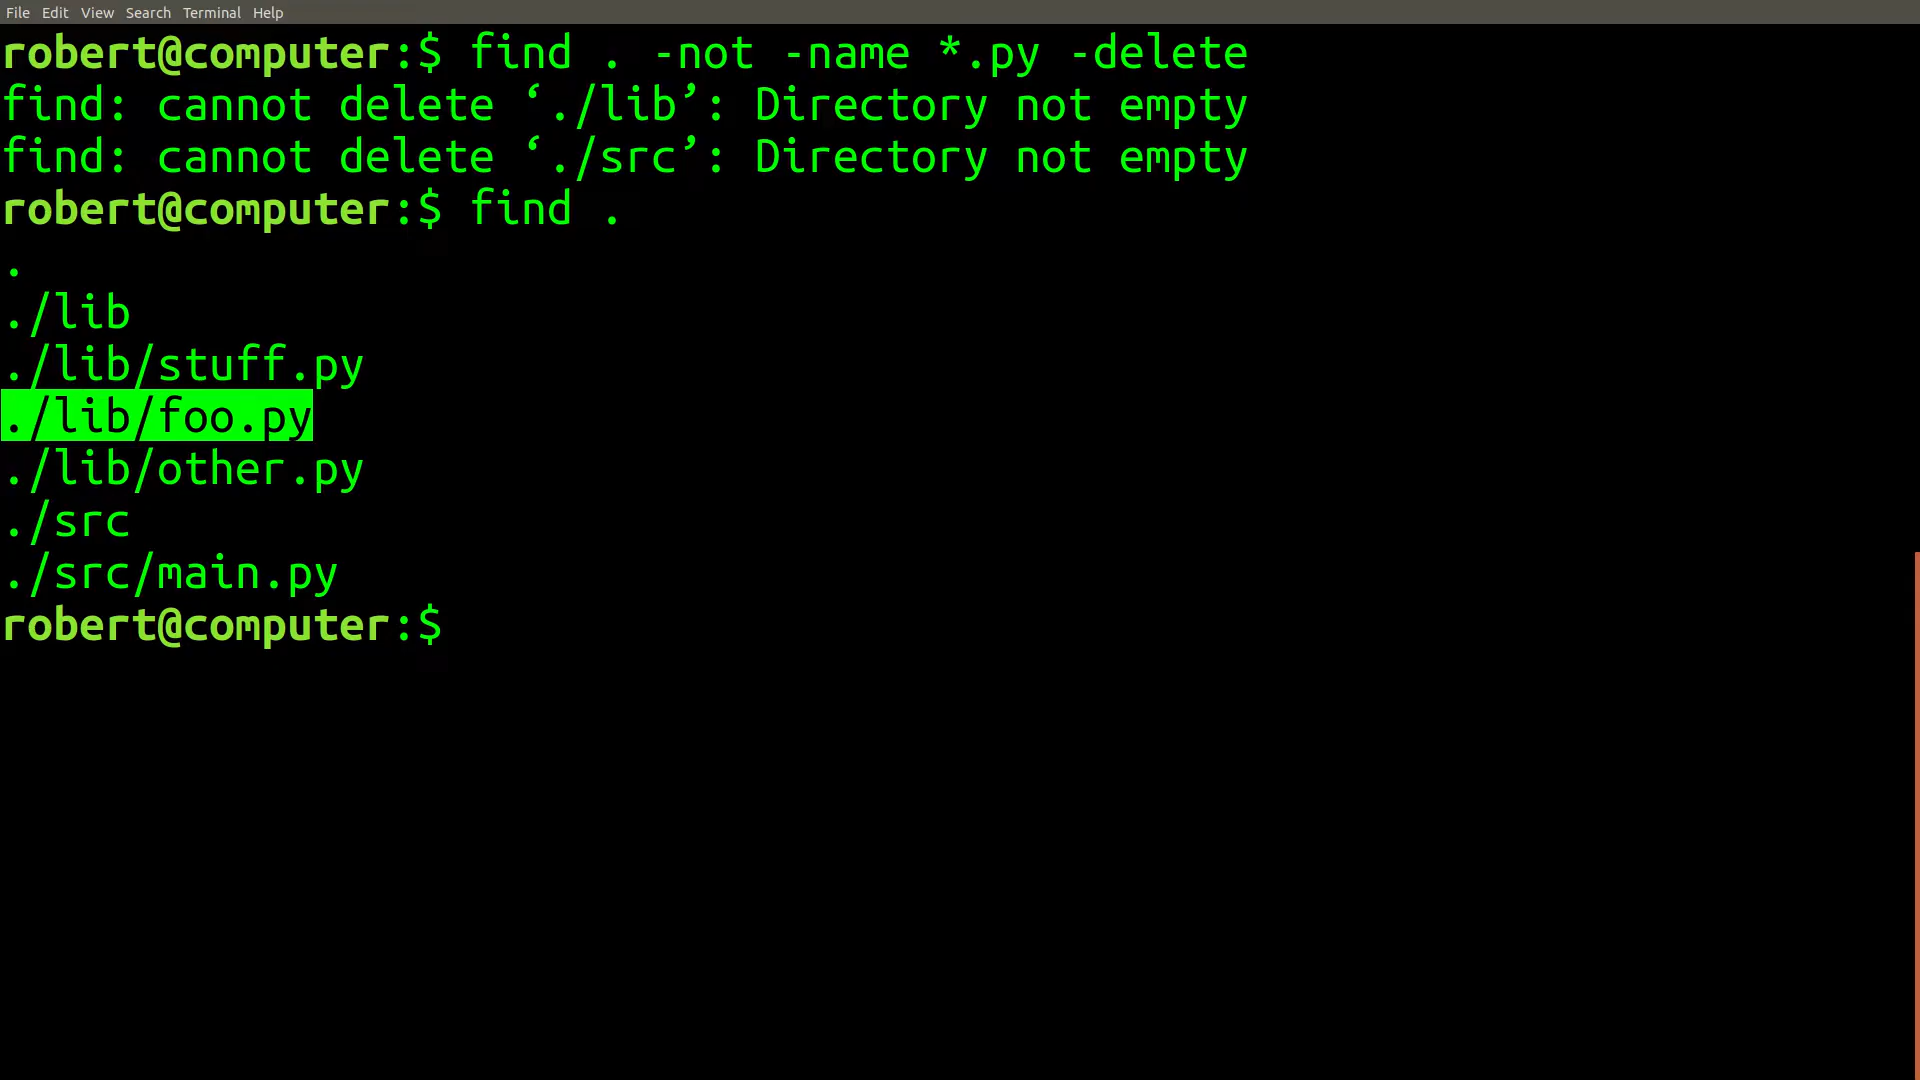 File Edit View Search Terminal Help
robert@computer:$ find . -not -name *.py -delete
find: cannot delete ‘./lib’: Directory not empty
find: cannot delete ‘./src’: Directory not empty
robert@computer:$ find .
.
./lib
./lib/stuff.py
./lib/foo.py
./lib/other.py
./src
./src/main.py
robert@computer:$